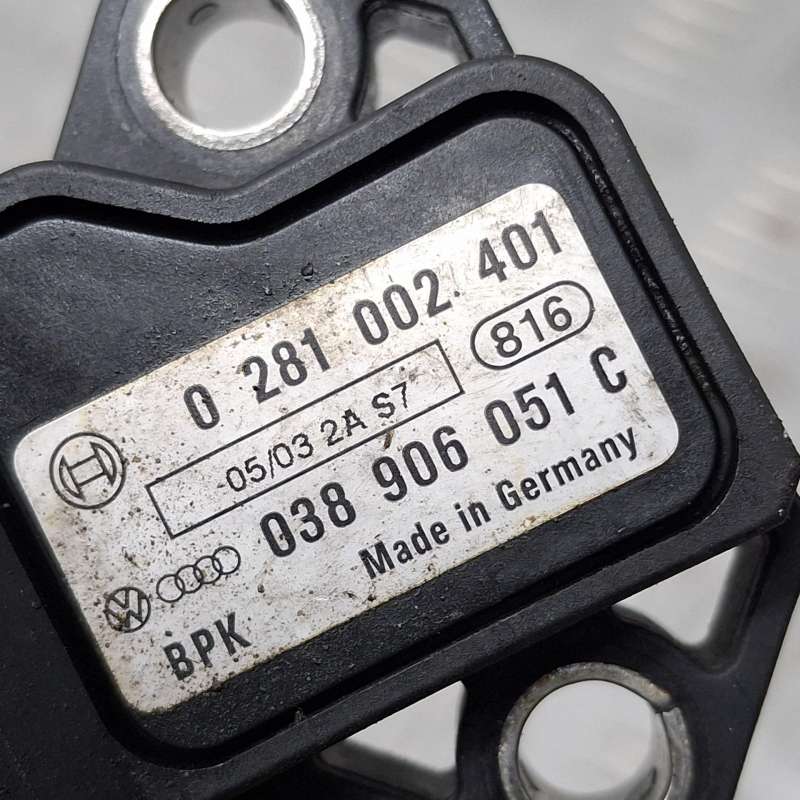 0 281 002 401
816
05/03 2A S7
038 906 051 C
Made in Germany
BPK